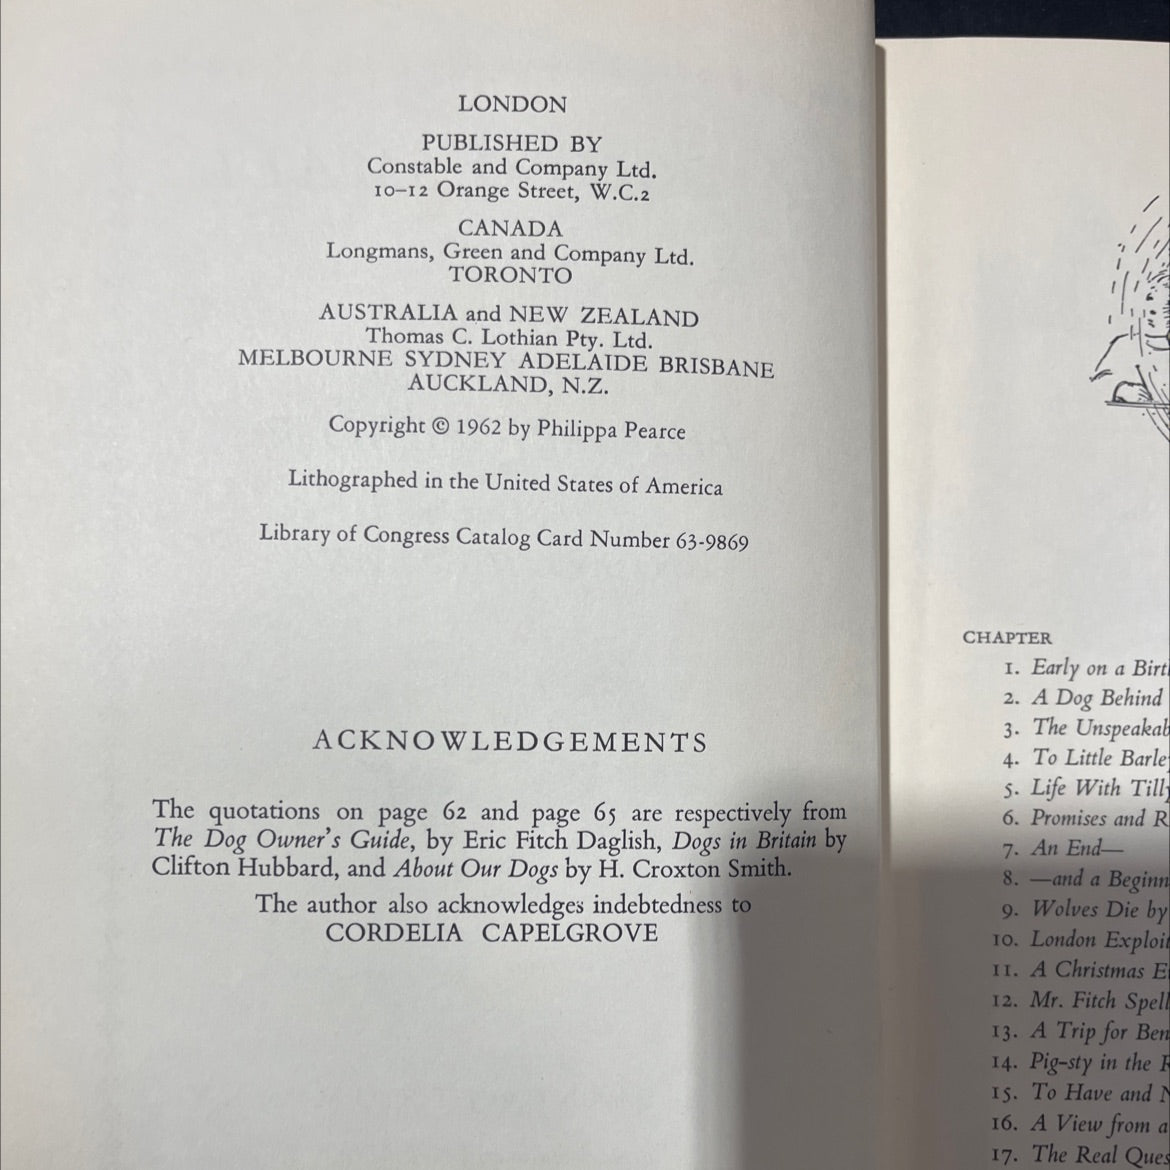 LONDON
PUBLISHED BY
Constable and Company Ltd.
10–12 Orange Street, W.C.2
CANADA
Longmans, Green and Company Ltd.
TORONTO
AUSTRALIA and NEW ZEALAND
Thomas C. Lothian Pty. Ltd.
MELBOURNE SYDNEY ADELAIDE BRISBANE
AUCKLAND, N.Z.
Copyright © 1962 by Philippa Pearce
Lithographed in the United States of America
Library of Congress Catalog Card Number 63-9869
ACKNOWLEDGEMENTS
The quotations on page 62 and page 65 are respectively from
The Dog Owner's Guide, by Eric Fitch Daglish, Dogs in Britain by
Clifton Hubbard, and About Our Dogs by H. Croxton Smith.
The author also acknowledges indebtedness to
CORDELIA CAPELGROVE
CHAPTER
1. Early on a
2. A Dog Behind
3. The
4. To Little
5. Life With
6. Promises and
7. An End—
8. —and a
9. Wolves Die by
10. London
11. A Christmas
12. Mr. Fitch
13. A Trip for
14. Pig-sty in the
15. To Have and
16. A View from a
17. The Real